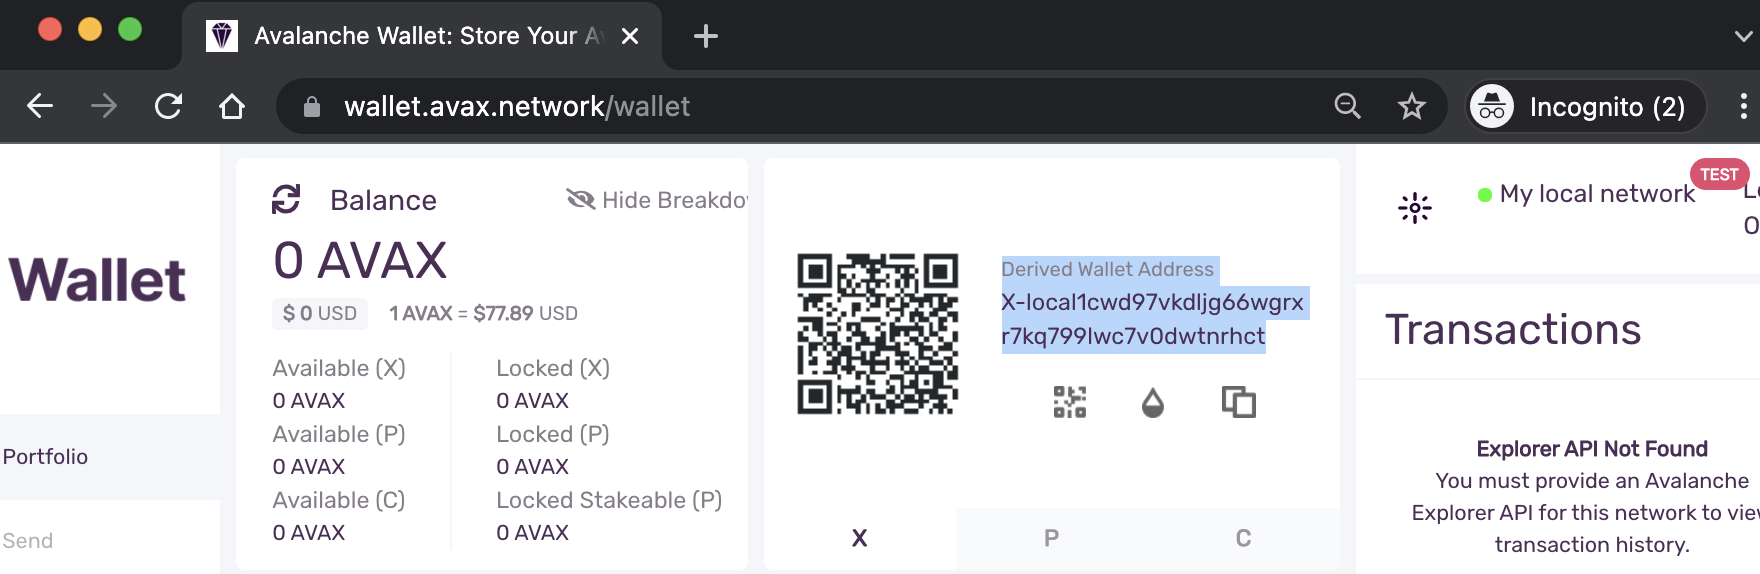 Avalanche Wallet: Store Your A
wallet.avax.network/wallet
Incognito (2)
Wallet
Portfolio
Send
Balance
Hide Breakdo
0 AVAX
$ 0 USD
1 AVAX = $77.89 USD
Available (X)
0 AVAX
Available (P)
0 AVAX
Available (C)
0 AVAX
Locked (X)
0 AVAX
Locked (P)
0 AVAX
Locked Stakeable (P)
0 AVAX
Derived Wallet Address
X-local1cwd97vkdljg66wgrx
r7kq799lwc7v0dwtnrhct
X
P
C
TEST
My local network
Transactions
Explorer API Not Found
You must provide an Avalanche
Explorer API for this network to vie
transaction history.